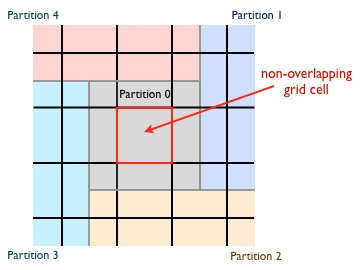 Partition 4
Partition 1
Partition 0
non-overlapping
grid cell
Partition 3
Partition 2